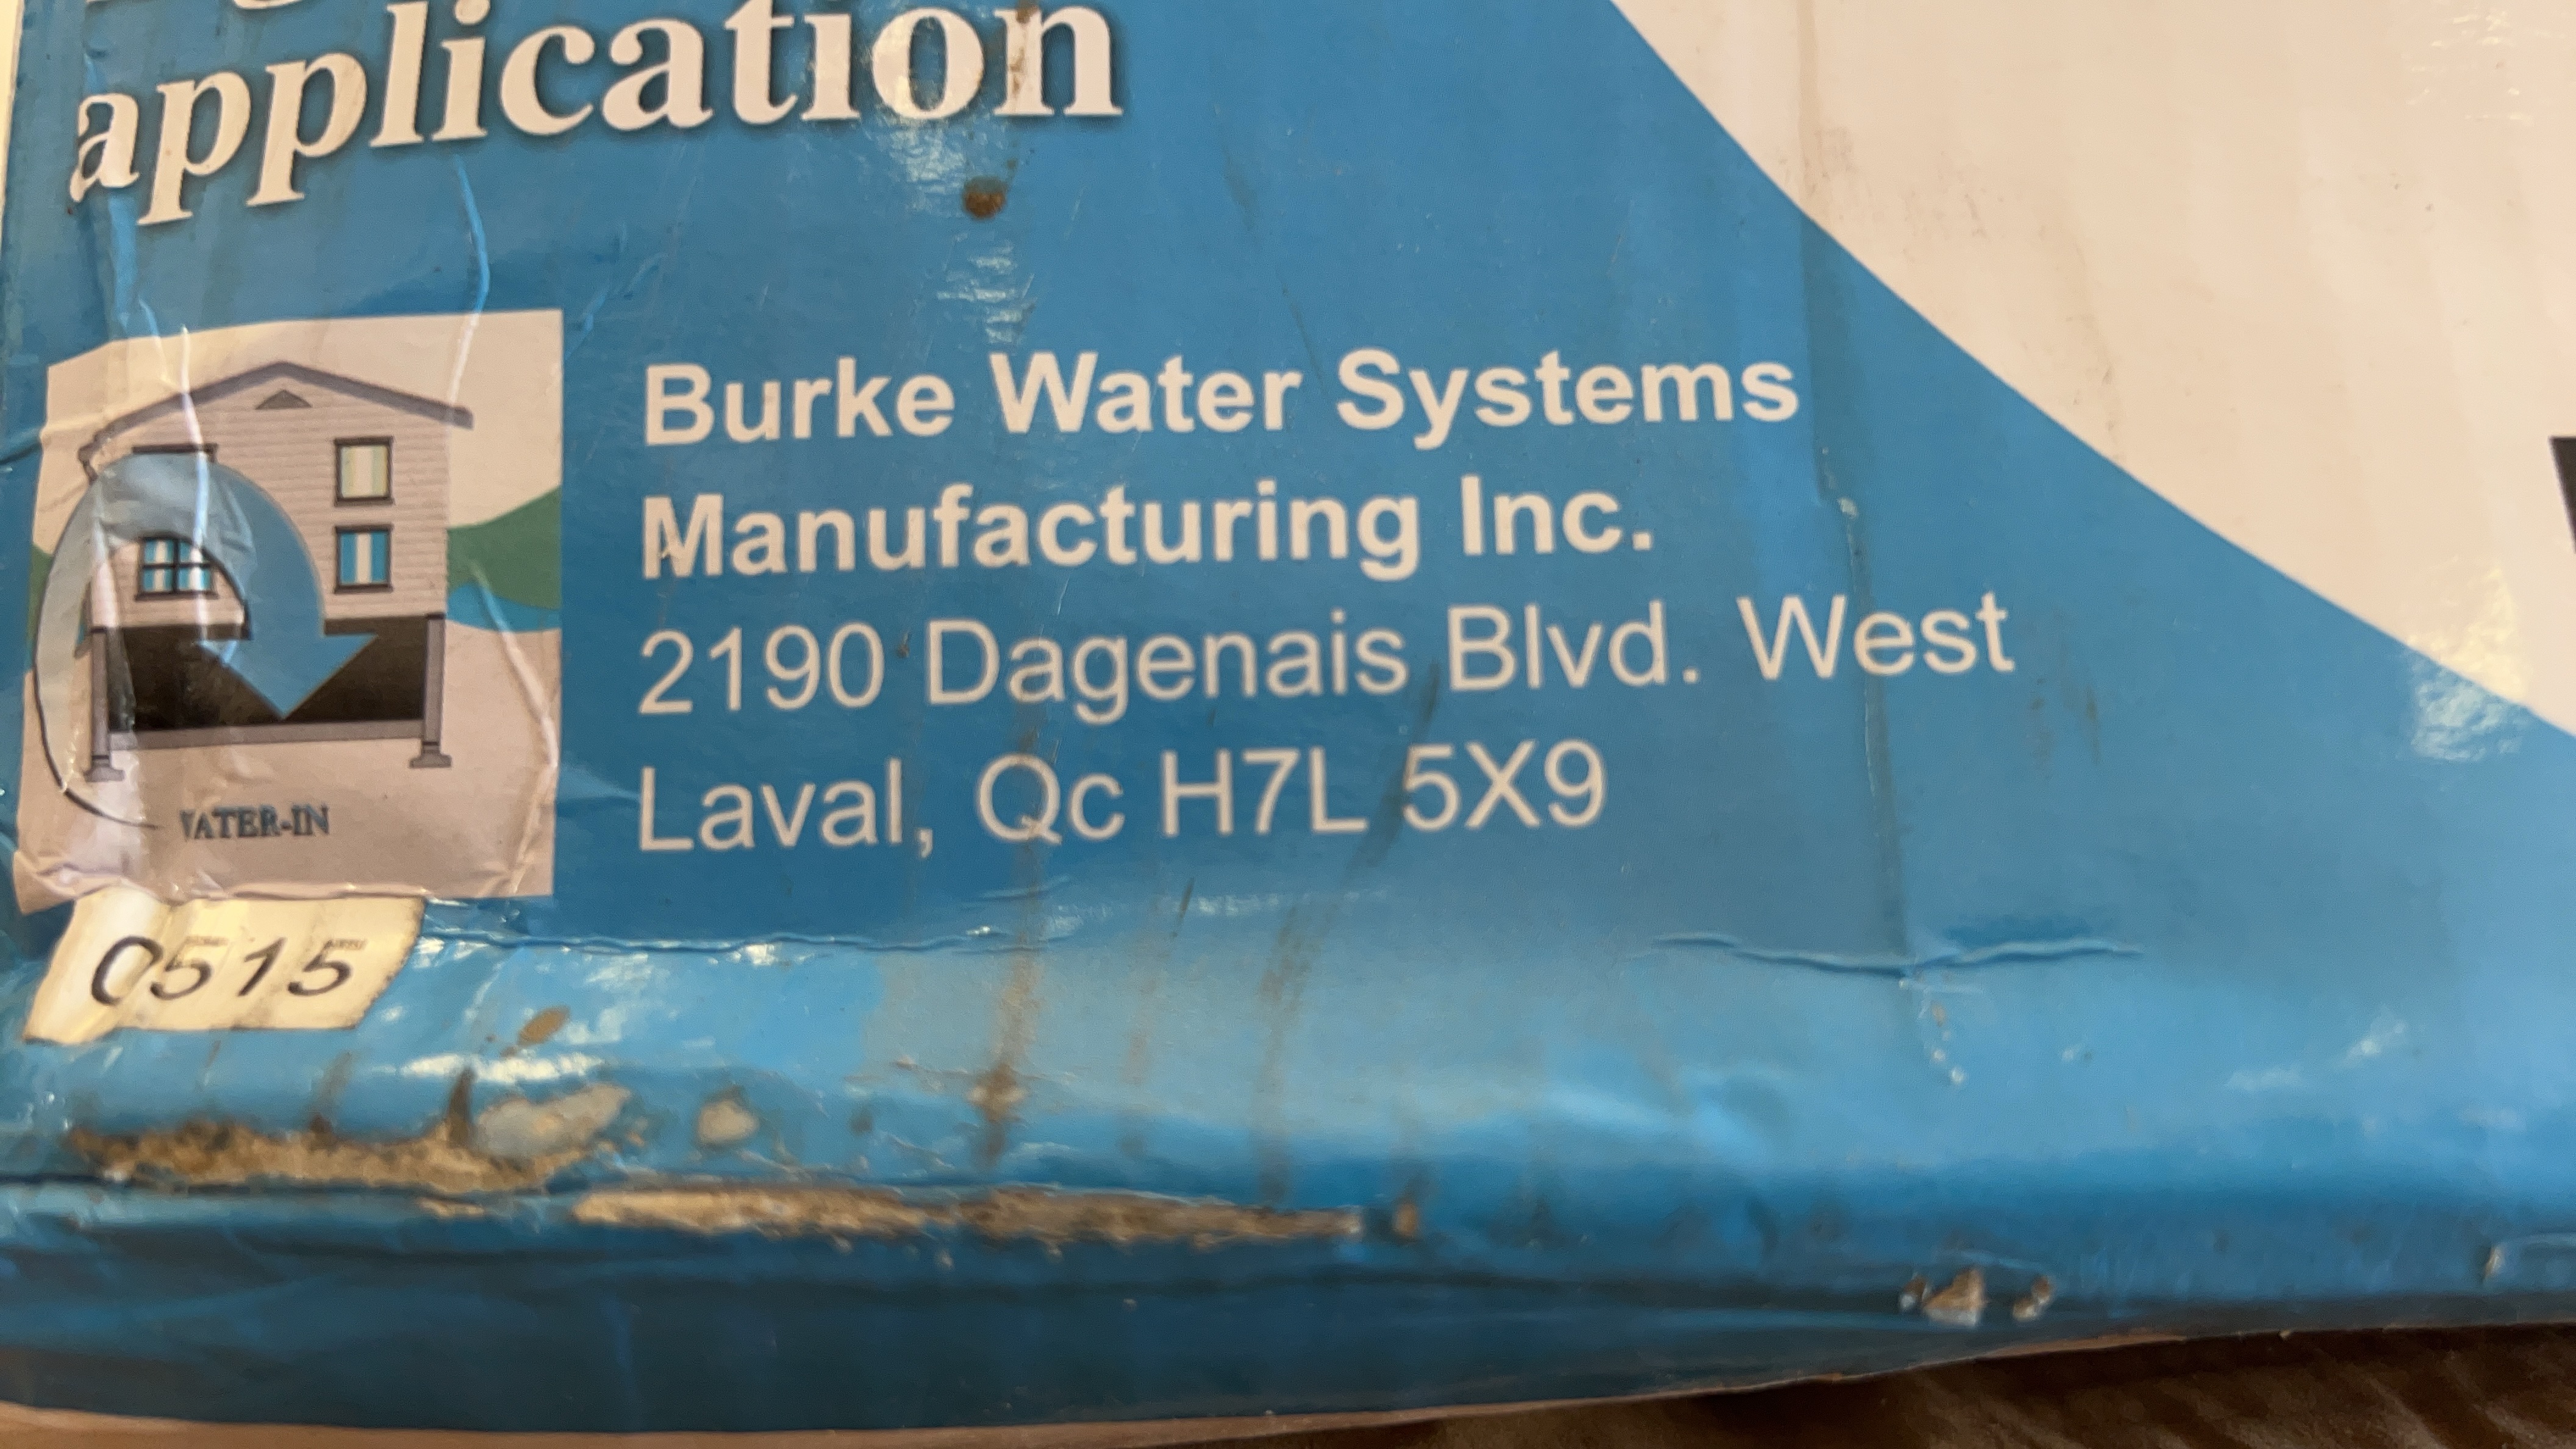 application
Burke Water Systems
Manufacturing Inc.
2190 Dagenais Blvd. West
Laval, Qc H7L 5X9
VATER-IN
0515